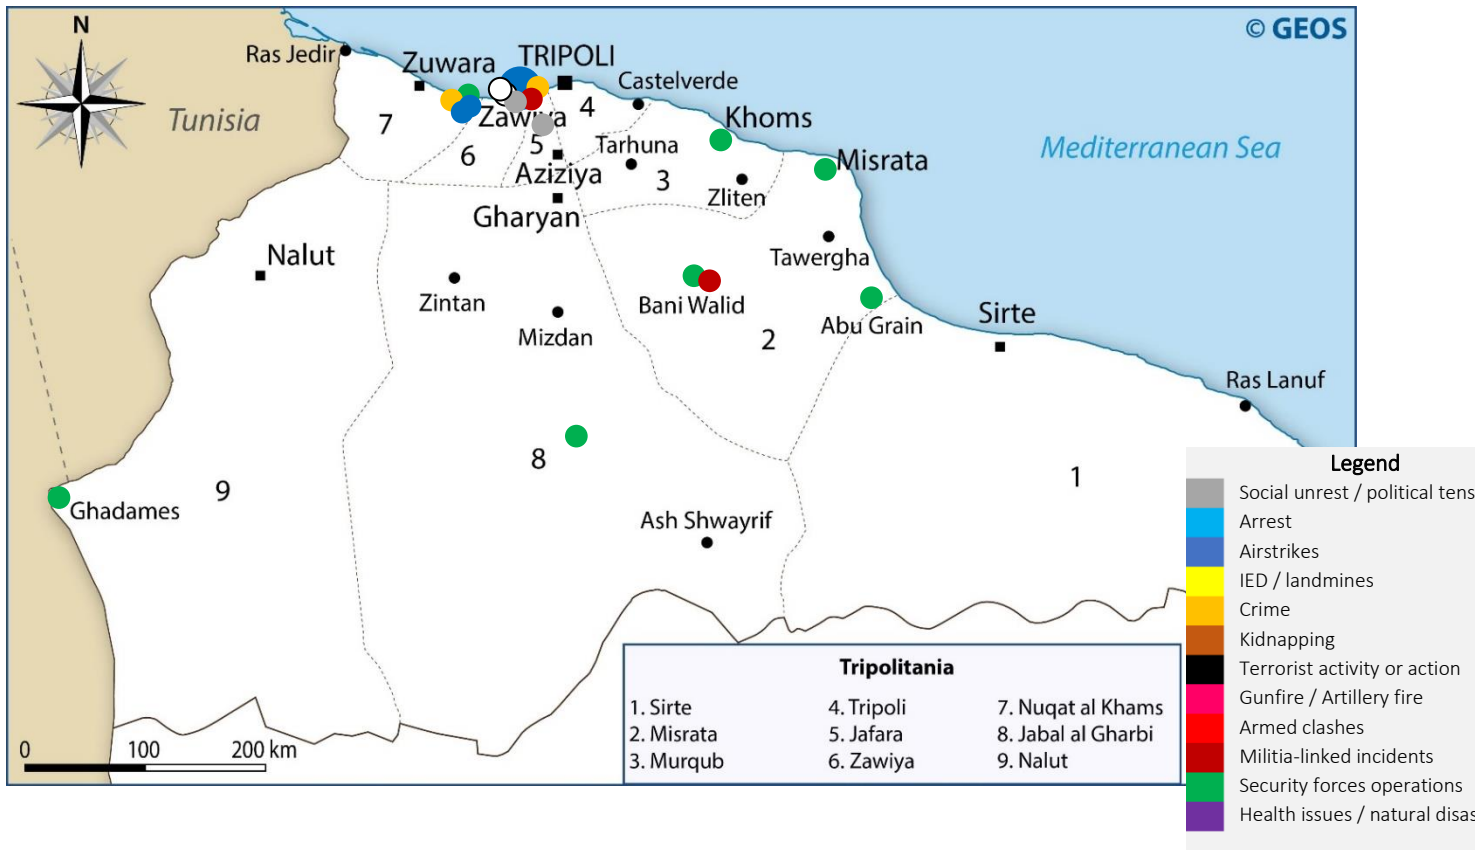 © GEOS
N
Ras Jedir
Zuwara
TRIPOLI
Castelverde
Tunisia
Zawiya
4
Khoms
7
5
Tarhuna
Misrata
Mediterranean Sea
6
Aziziya
3
Zliten
Gharyan
Nalut
Tawergha
Zintan
Bani Walid
Abu Grain
Sirte
Mizdan
2
Ras Lanuf
8
1
9
Ghadames
Ash Shwayrif
Legend
Social unrest / political tens
Arrest
Airstrikes
IED / landmines
Crime
Kidnapping
Terrorist activity or action
Gunfire / Artillery fire
Armed clashes
Militia-linked incidents
Security forces operations
Health issues / natural disas
Tripolitania
1. Sirte
2. Misrata
3. Murqub
4. Tripoli
5. Jafara
6. Zawiya
7. Nuqat al Khams
8. Jabal al Gharbi
9. Nalut
0 100 200 km